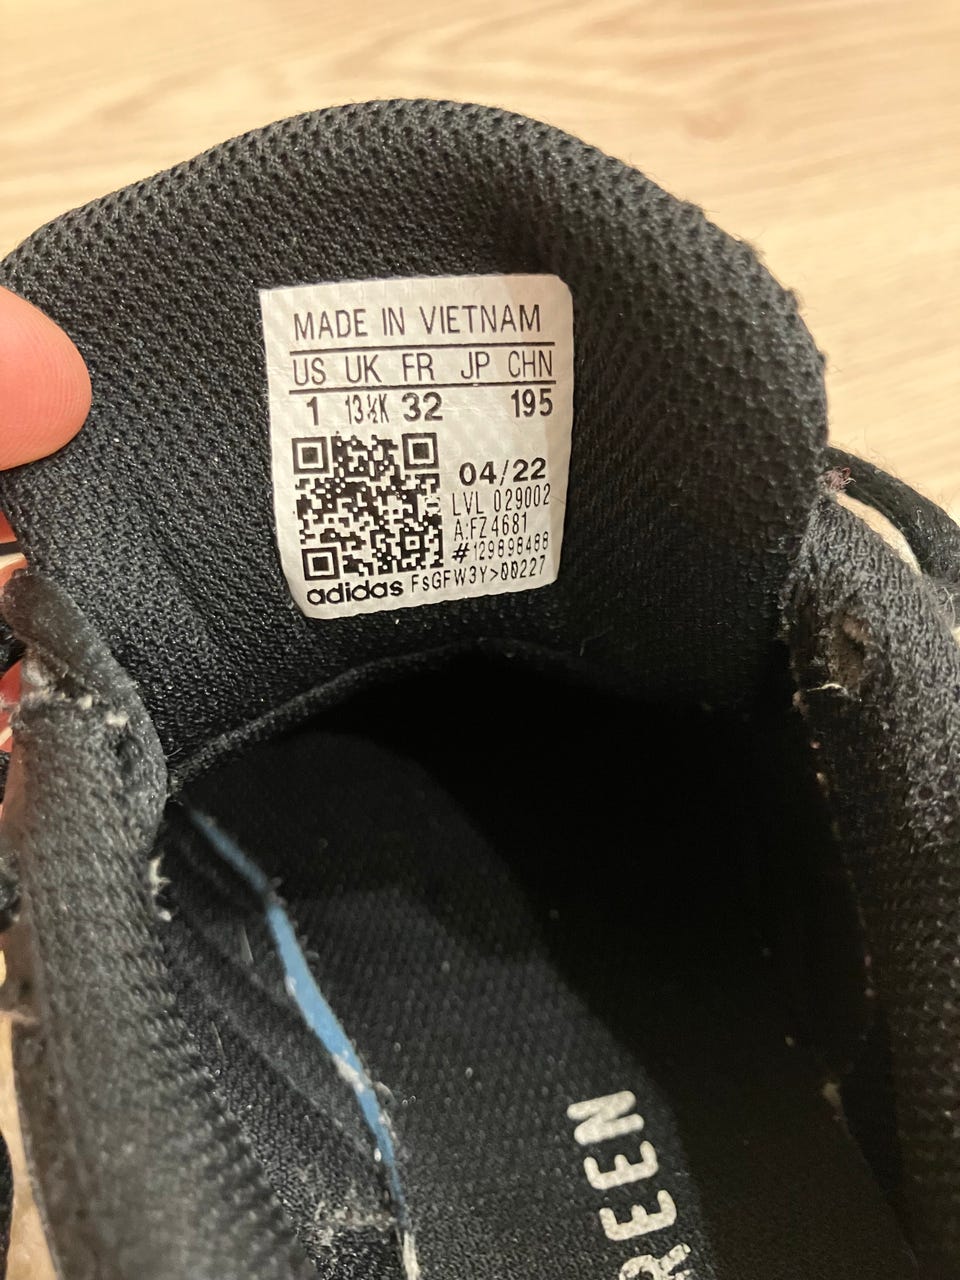 MADE IN VIETNAM
US UK FR JP CHN
1 13½K 32 195
04/22
LVL 029002
A:FZ4681
#129898488
adidas FsGFW3Y>00227
REEN